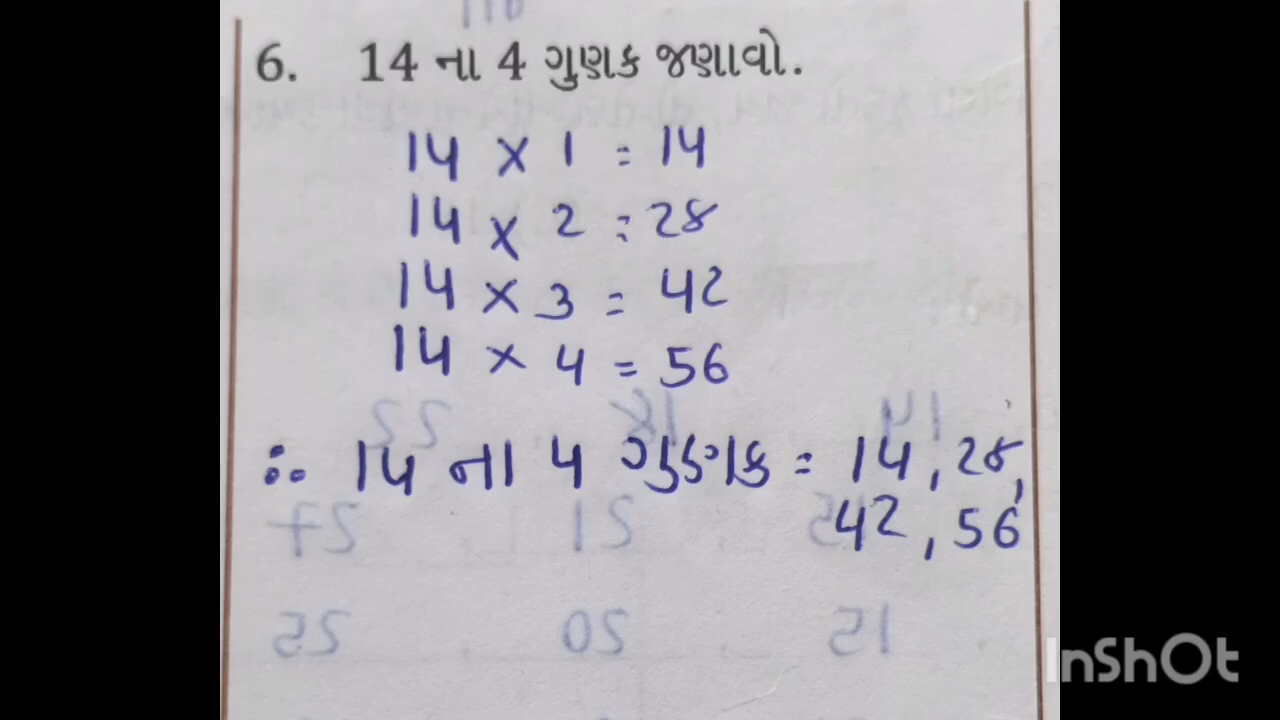 6. 14 ના 4 ગુણક જણાવો.
14 × 1 = 14
14 × 2 = 28
14 × 3 = 42
14 × 4 = 56
∴ 14 ના 4 ગુણક = 14, 28,
42, 56
InShOt